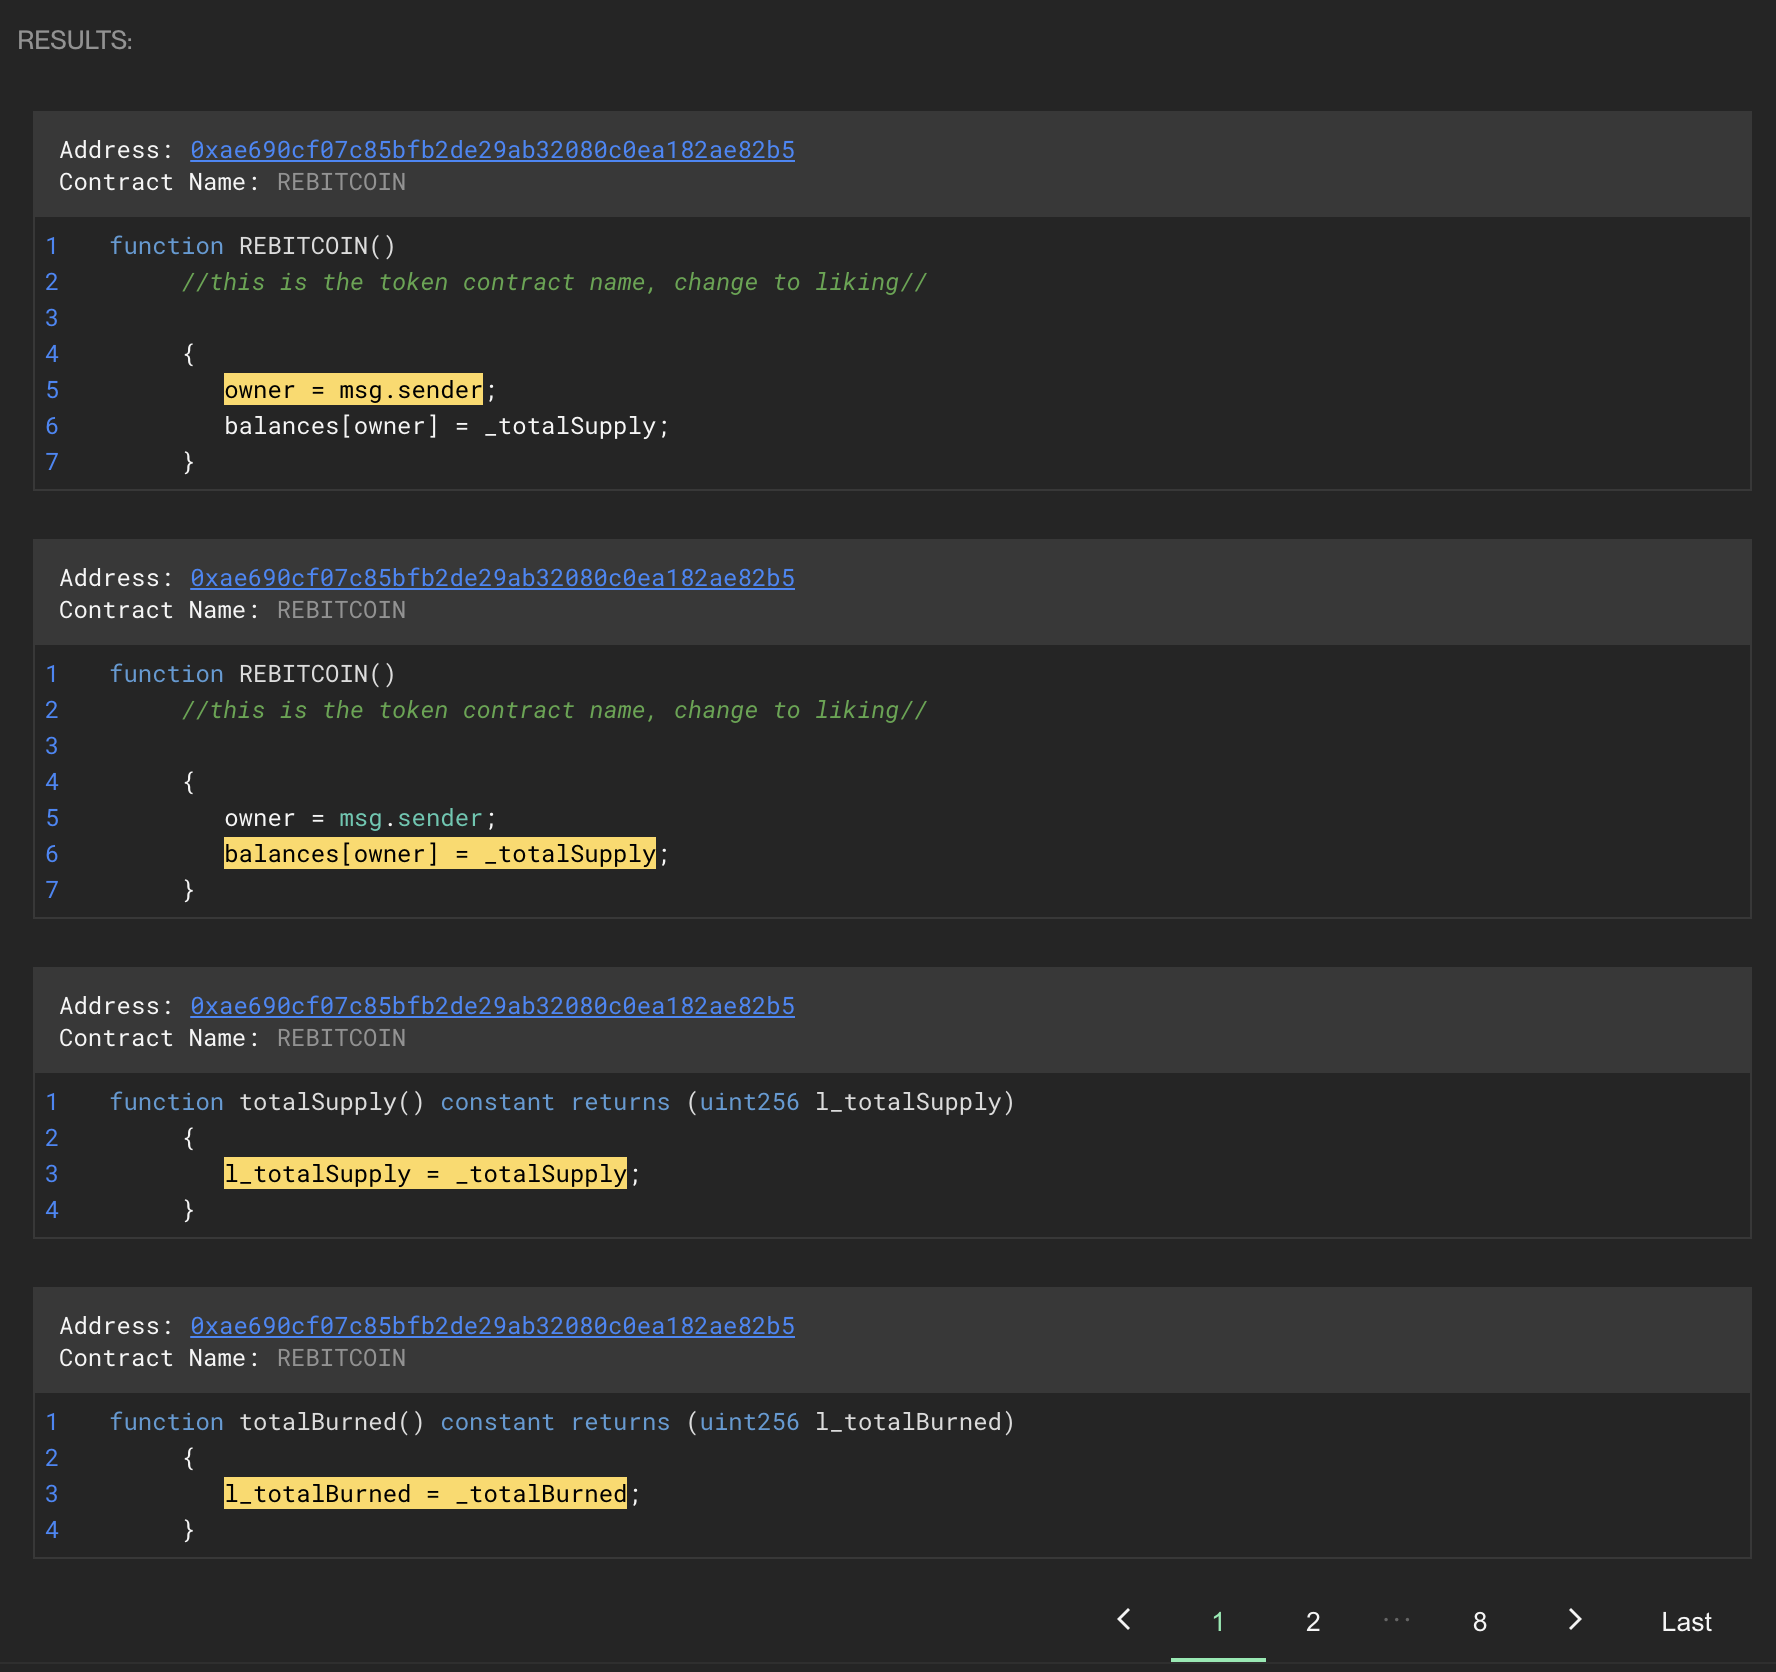 RESULTS:
Address: 0xae690cf07c85bfb2de29ab32080c0ea182ae82b5
Contract Name: REBITCOIN
1 function REBITCOIN()
2 //this is the token contract name, change to liking//
3
4 {
5 owner = msg.sender;
6 balances[owner] = _totalSupply;
7 }
Address: 0xae690cf07c85bfb2de29ab32080c0ea182ae82b5
Contract Name: REBITCOIN
1 function REBITCOIN()
2 //this is the token contract name, change to liking//
3
4 {
5 owner = msg.sender;
6 balances[owner] = _totalSupply;
7 }
Address: 0xae690cf07c85bfb2de29ab32080c0ea182ae82b5
Contract Name: REBITCOIN
1 function totalSupply() constant returns (uint256 l_totalSupply)
2 {
3 l_totalSupply = _totalSupply;
4 }
Address: 0xae690cf07c85bfb2de29ab32080c0ea182ae82b5
Contract Name: REBITCOIN
1 function totalBurned() constant returns (uint256 l_totalBurned)
2 {
3 l_totalBurned = _totalBurned;
4 }
1 2 ··· 8 Last